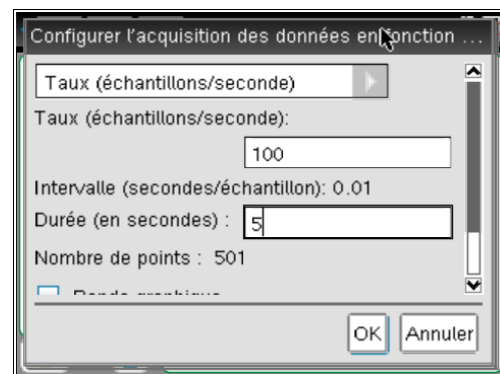 Configurer l'acquisition des données en fonction ...
Taux (échantillons/seconde)
Taux (échantillons/seconde):
100
Intervalle (secondes/échantillon): 0.01
Durée (en secondes) : 5
Nombre de points : 501
OK Annuler